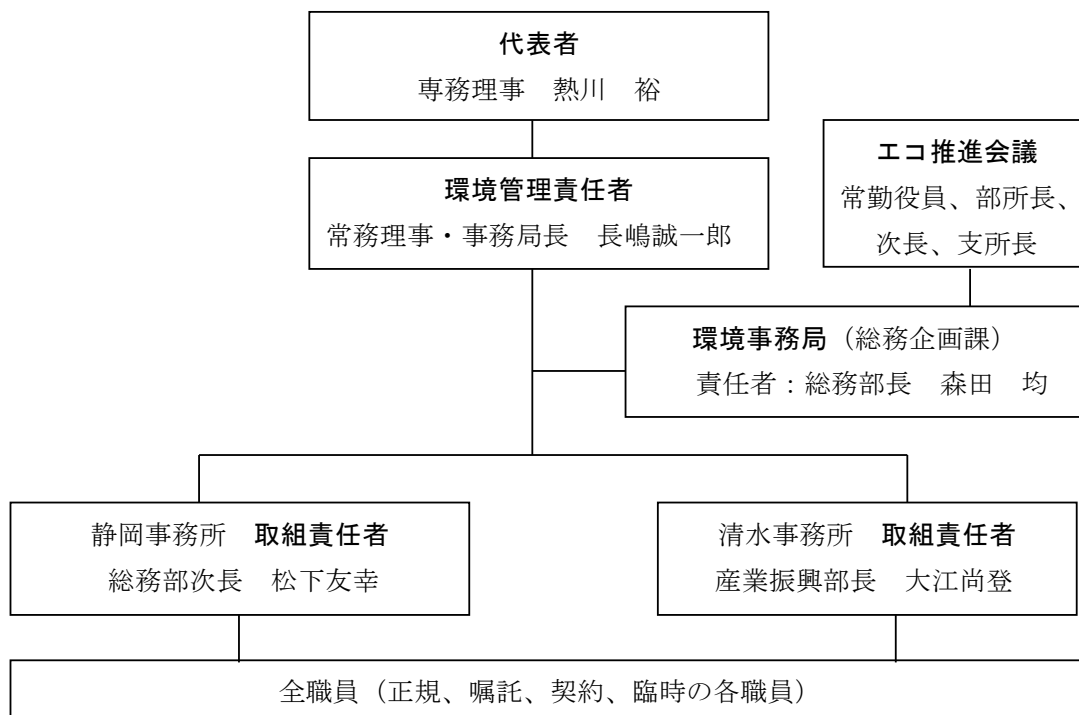 代表者
専務理事　熱川　裕
エコ推進会議
常勤役員、部所長、
次長、支所長
環境管理責任者
常務理事・事務局長　長嶋誠一郎
環境事務局（総務企画課）
責任者：総務部長　森田　均
静岡事務所　取組責任者
総務部次長　松下友幸
清水事務所　取組責任者
産業振興部長　大江尚登
全職員（正規、嘱託、契約、臨時の各職員）